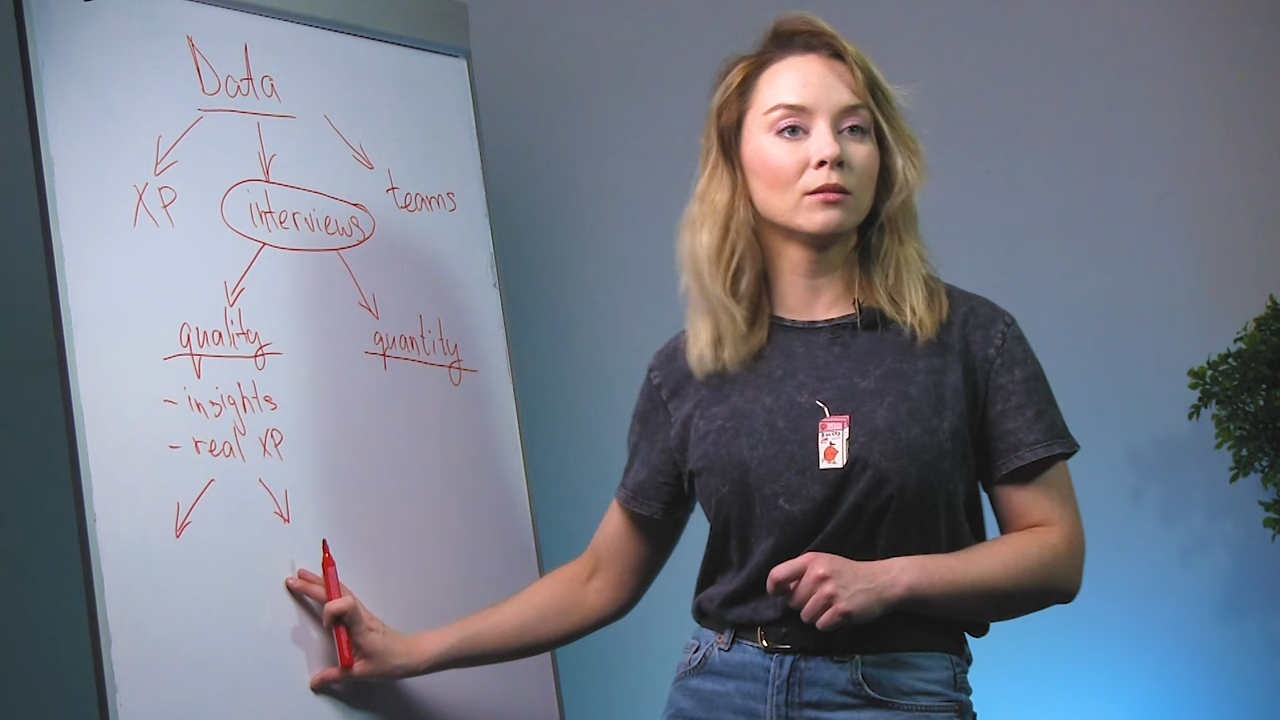 Data
XP
interviews
teams
quality
quantity
- insights
- real XP